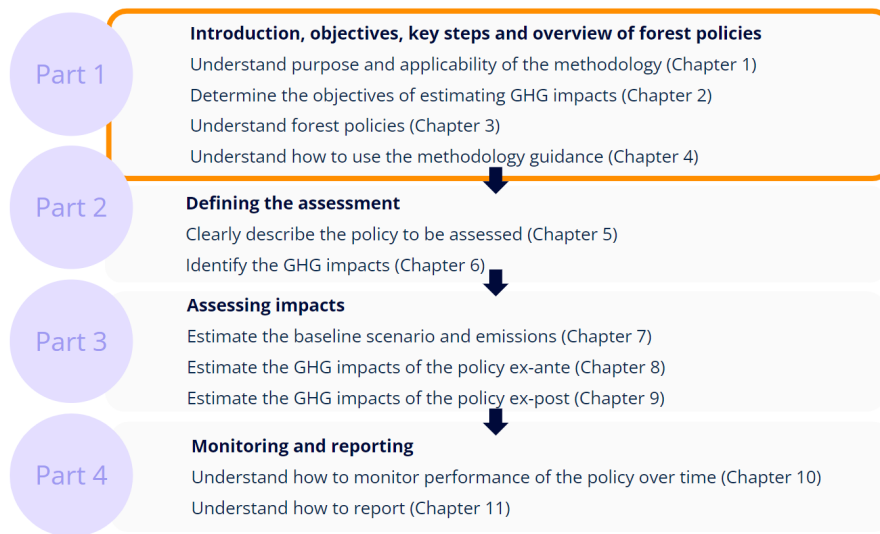 Part 1
Introduction, objectives, key steps and overview of forest policies
Understand purpose and applicability of the methodology (Chapter 1)
Determine the objectives of estimating GHG impacts (Chapter 2)
Understand forest policies (Chapter 3)
Understand how to use the methodology guidance (Chapter 4)
Part 2
Defining the assessment
Clearly describe the policy to be assessed (Chapter 5)
Identify the GHG impacts (Chapter 6)
Part 3
Assessing impacts
Estimate the baseline scenario and emissions (Chapter 7)
Estimate the GHG impacts of the policy ex-ante (Chapter 8)
Estimate the GHG impacts of the policy ex-post (Chapter 9)
Part 4
Monitoring and reporting
Understand how to monitor performance of the policy over time (Chapter 10)
Understand how to report (Chapter 11)